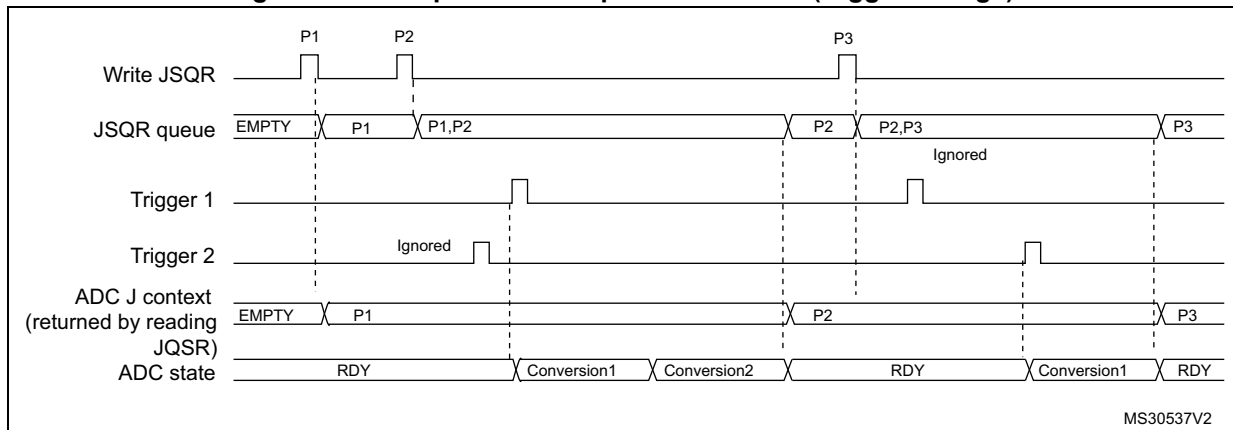 P1 P2 P3
Write JSQR
JSQR queue EMPTY P1 P1,P2 P2 P2,P3 P3
Ignored
Trigger 1
Trigger 2 Ignored
ADC J context
(returned by reading EMPTY P1 P2 P3
JQSR)
ADC state RDY Conversion1 Conversion2 RDY Conversion1 RDY
MS30537V2